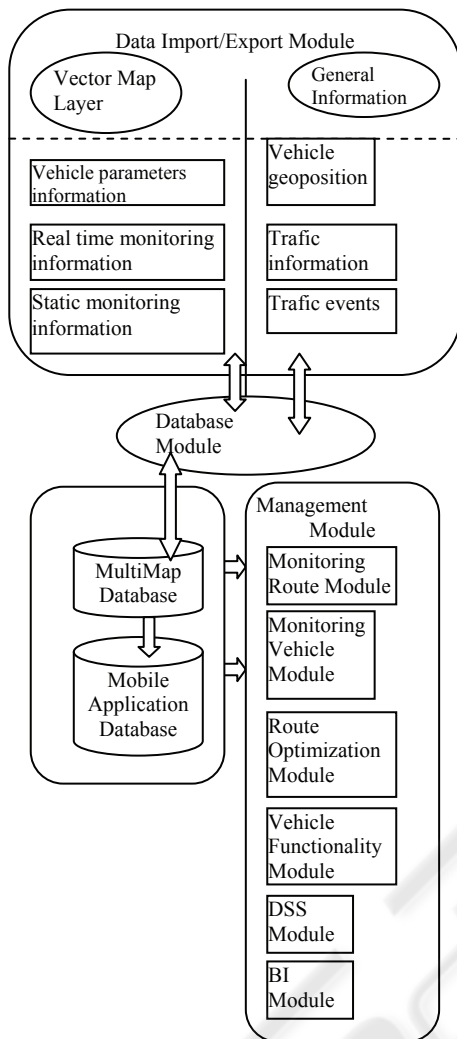 Data Import/Export Module
Vector Map
Layer
General
Information
Vehicle parameters
information
Real time monitoring
information
Static monitoring
information
Vehicle
geoposition
Trafic
information
Trafic events
Database
Module
MultiMap
Database
Mobile
Application
Database
Management
Module
Monitoring
Route Module
Monitoring
Vehicle
Module
Route
Optimization
Module
Vehicle
Functionality
Module
DSS
Module
BI
Module